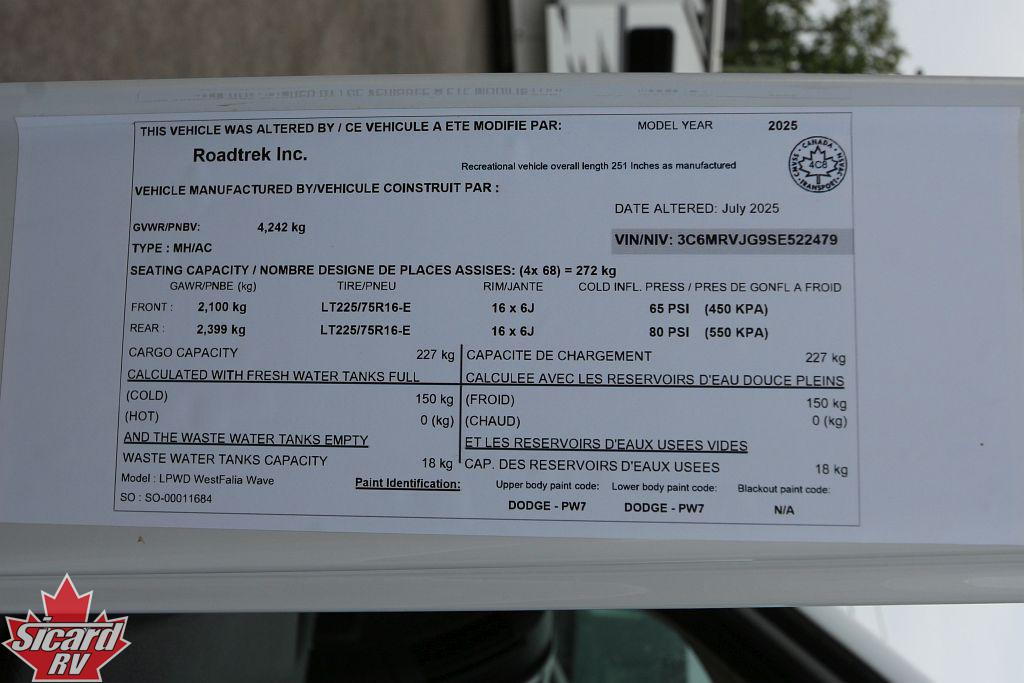 THIS VEHICLE WAS ALTERED BY / CE VEHICULE A ETE MODIFIE PAR: MODEL YEAR 2025
Roadtrek Inc.
Recreational vehicle overall length 251 Inches as manufactured
CANADA
4C8
TRANSPORT
VEHICLE MANUFACTURED BY/VEHICULE COINSTRUIT PAR :
DATE ALTERED: July 2025
GVWR/PNBV: 4,242 kg
VIN/NIV: 3C6MRVJG9SE522479
TYPE : MH/AC
SEATING CAPACITY / NOMBRE DESIGNE DE PLACES ASSISES: (4x 68) = 272 kg
GAWR/PNBE (kg) TIRE/PNEU RIM/JANTE COLD INFL. PRESS / PRES DE GONFL A FROID
FRONT : 2,100 kg LT225/75R16-E 16 x 6J 65 PSI (450 KPA)
REAR : 2,399 kg LT225/75R16-E 16 x 6J 80 PSI (550 KPA)
CARGO CAPACITY 227 kg CAPACITE DE CHARGEMENT 227 kg
CALCULATED WITH FRESH WATER TANKS FULL CALCULEE AVEC LES RESERVOIRS D'EAU DOUCE PLEINS
(COLD) 150 kg (FROID) 150 kg
(HOT) 0 (kg) (CHAUD) 0 (kg)
AND THE WASTE WATER TANKS EMPTY ET LES RESERVOIRS D'EAUX USEES VIDES
WASTE WATER TANKS CAPACITY 18 kg CAP. DES RESERVOIRS D'EAUX USEES 18 kg
Model : LPWD WestFalia Wave Paint Identification: Upper body paint code: Lower body paint code: Blackout paint code:
SO : SO-00011684 DODGE - PW7 DODGE - PW7 N/A
Sicard
RV